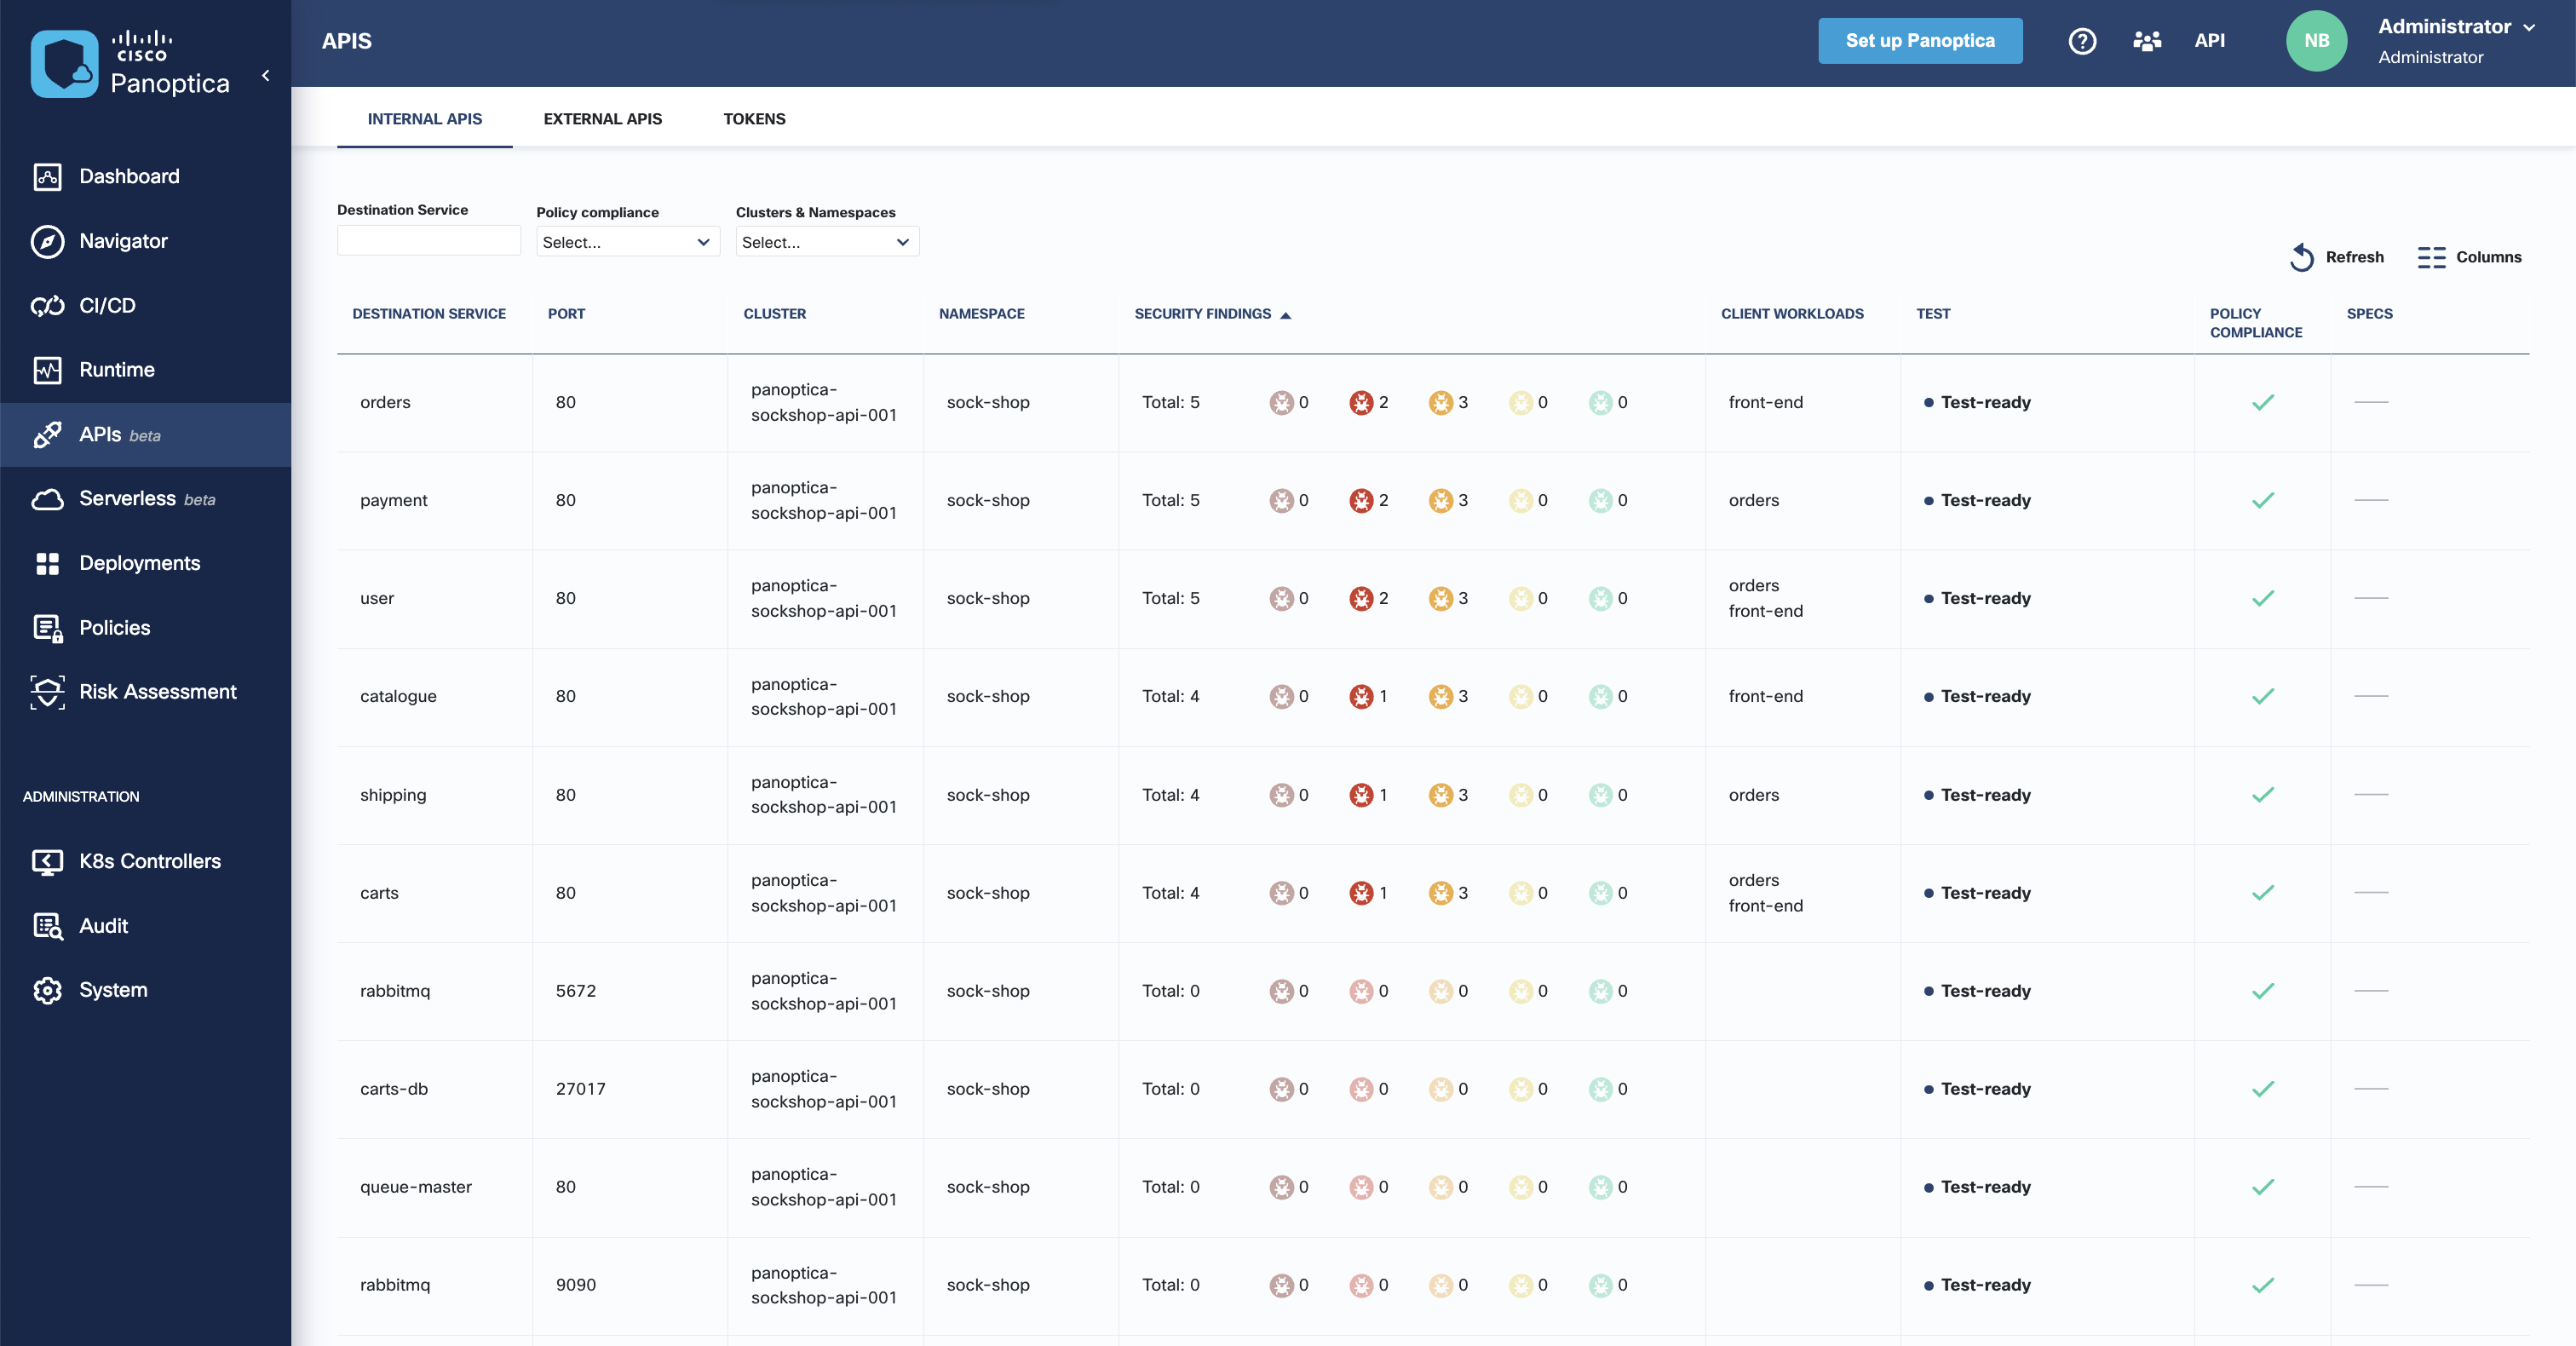 CISCO
Panoptica
Dashboard
Navigator
CI/CD
Runtime
APIs beta
Serverless beta
Deployments
Policies
Risk Assessment
ADMINISTRATION
K8s Controllers
Audit
System
APIS
Set up Panoptica
?
API
NB
Administrator
Administrator
INTERNAL APIS EXTERNAL APIS TOKENS
Destination Service Policy compliance Clusters & Namespaces
Select... Select...
Refresh Columns
DESTINATION SERVICE PORT CLUSTER NAMESPACE SECURITY FINDINGS CLIENT WORKLOADS TEST POLICY COMPLIANCE SPECS
orders 80 panoptica-sockshop-api-001 sock-shop Total: 5 0 2 3 0 0 front-end Test-ready
payment 80 panoptica-sockshop-api-001 sock-shop Total: 5 0 2 3 0 0 orders Test-ready
user 80 panoptica-sockshop-api-001 sock-shop Total: 5 0 2 3 0 0 orders front-end Test-ready
catalogue 80 panoptica-sockshop-api-001 sock-shop Total: 4 0 1 3 0 0 front-end Test-ready
shipping 80 panoptica-sockshop-api-001 sock-shop Total: 4 0 1 3 0 0 orders Test-ready
carts 80 panoptica-sockshop-api-001 sock-shop Total: 4 0 1 3 0 0 orders front-end Test-ready
rabbitmq 5672 panoptica-sockshop-api-001 sock-shop Total: 0 0 0 0 0 0 Test-ready
carts-db 27017 panoptica-sockshop-api-001 sock-shop Total: 0 0 0 0 0 0 Test-ready
queue-master 80 panoptica-sockshop-api-001 sock-shop Total: 0 0 0 0 0 0 Test-ready
rabbitmq 9090 panoptica-sockshop-api-001 sock-shop Total: 0 0 0 0 0 0 Test-ready